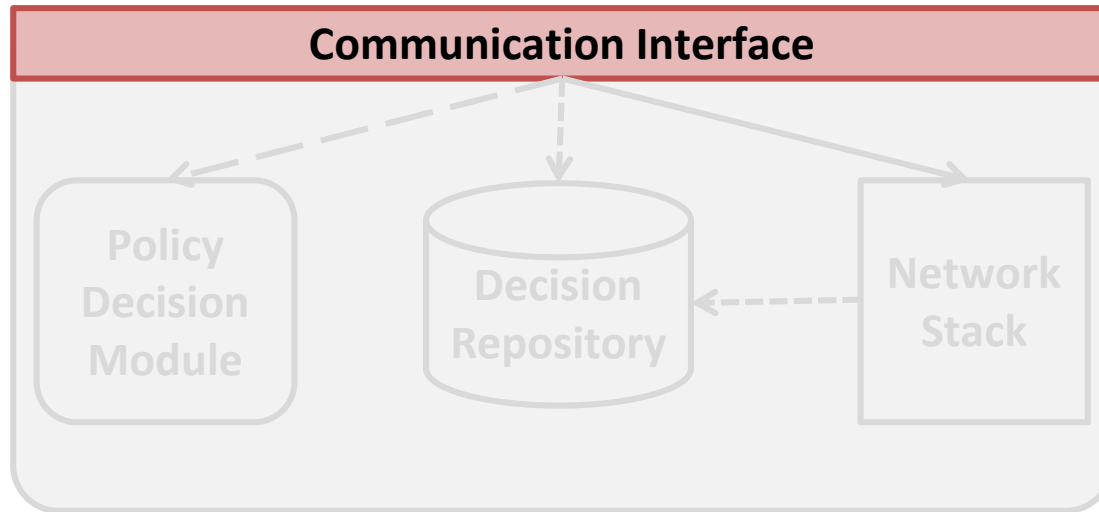 Communication Interface
Policy
Decision
Module
Decision
Repository
Network
Stack